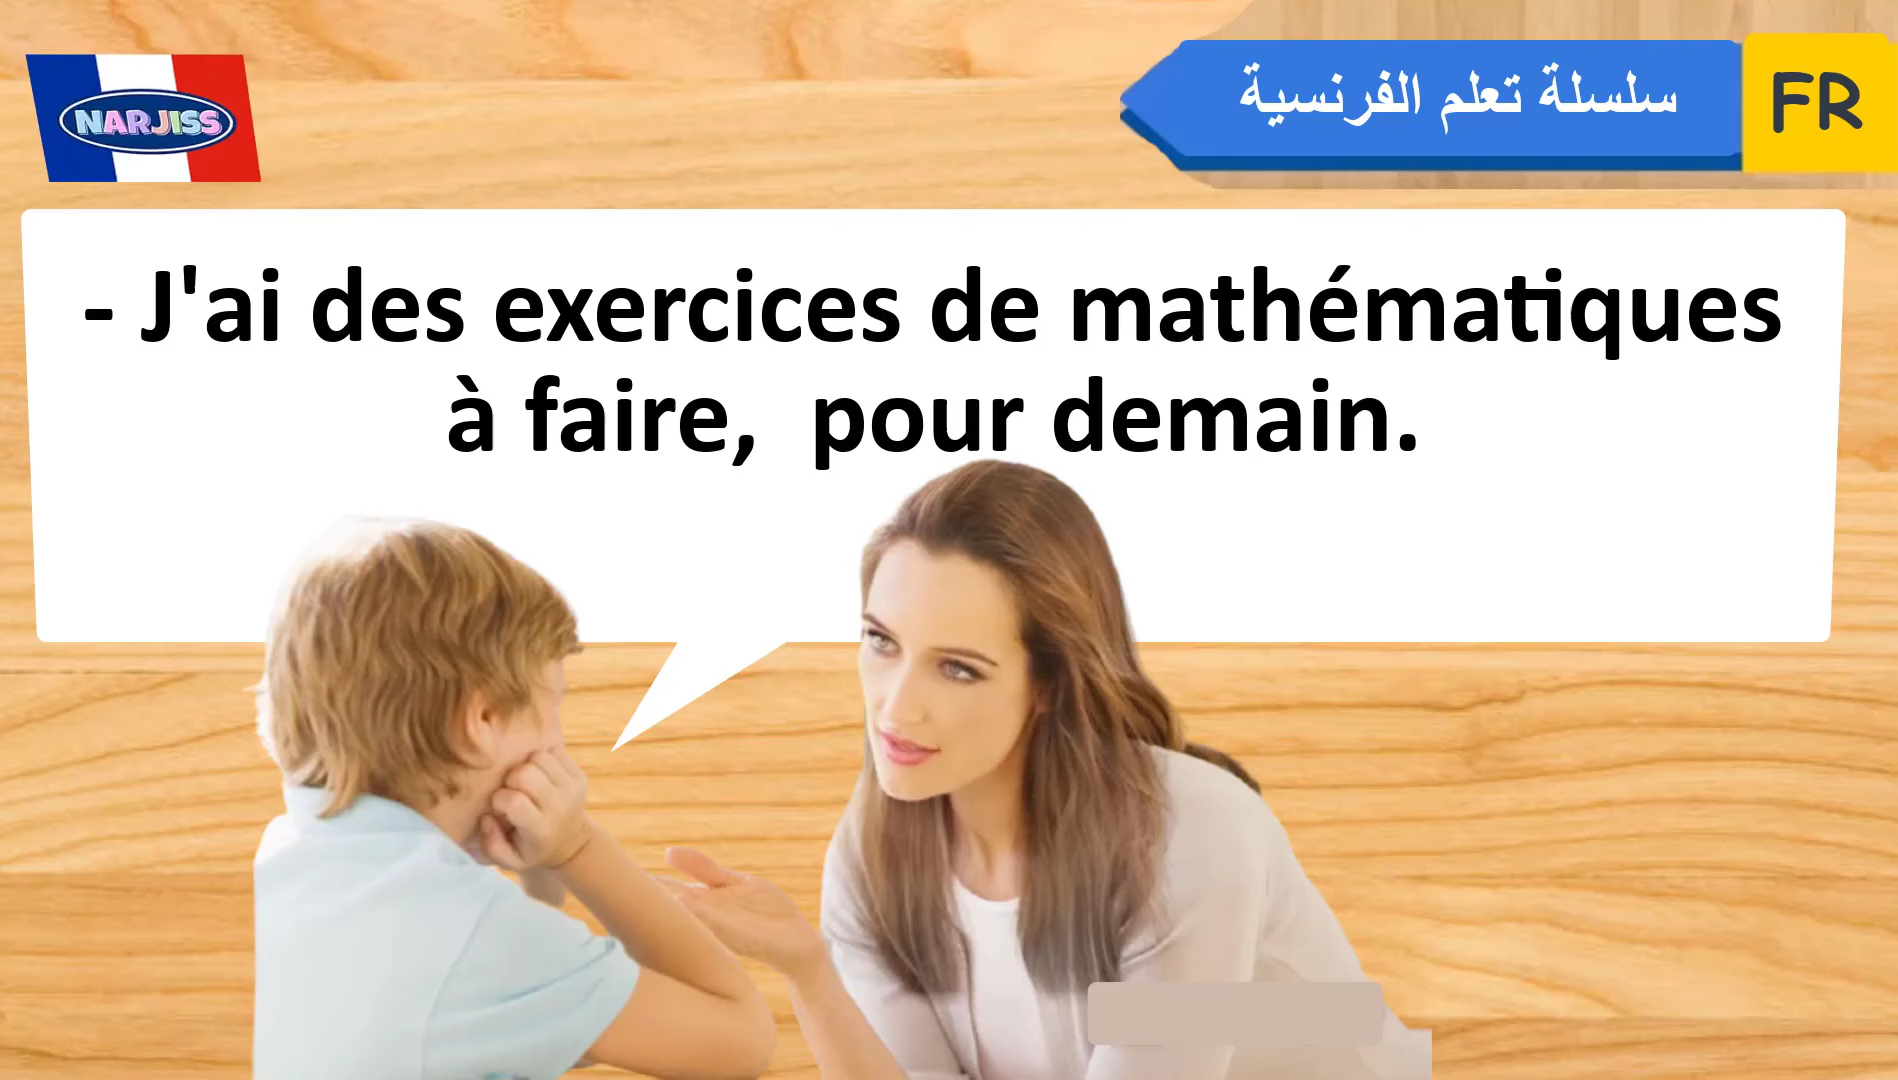 NARJISS
سلسلة تعلم الفرنسية
FR
- J'ai des exercices de mathématiques
à faire, pour demain.